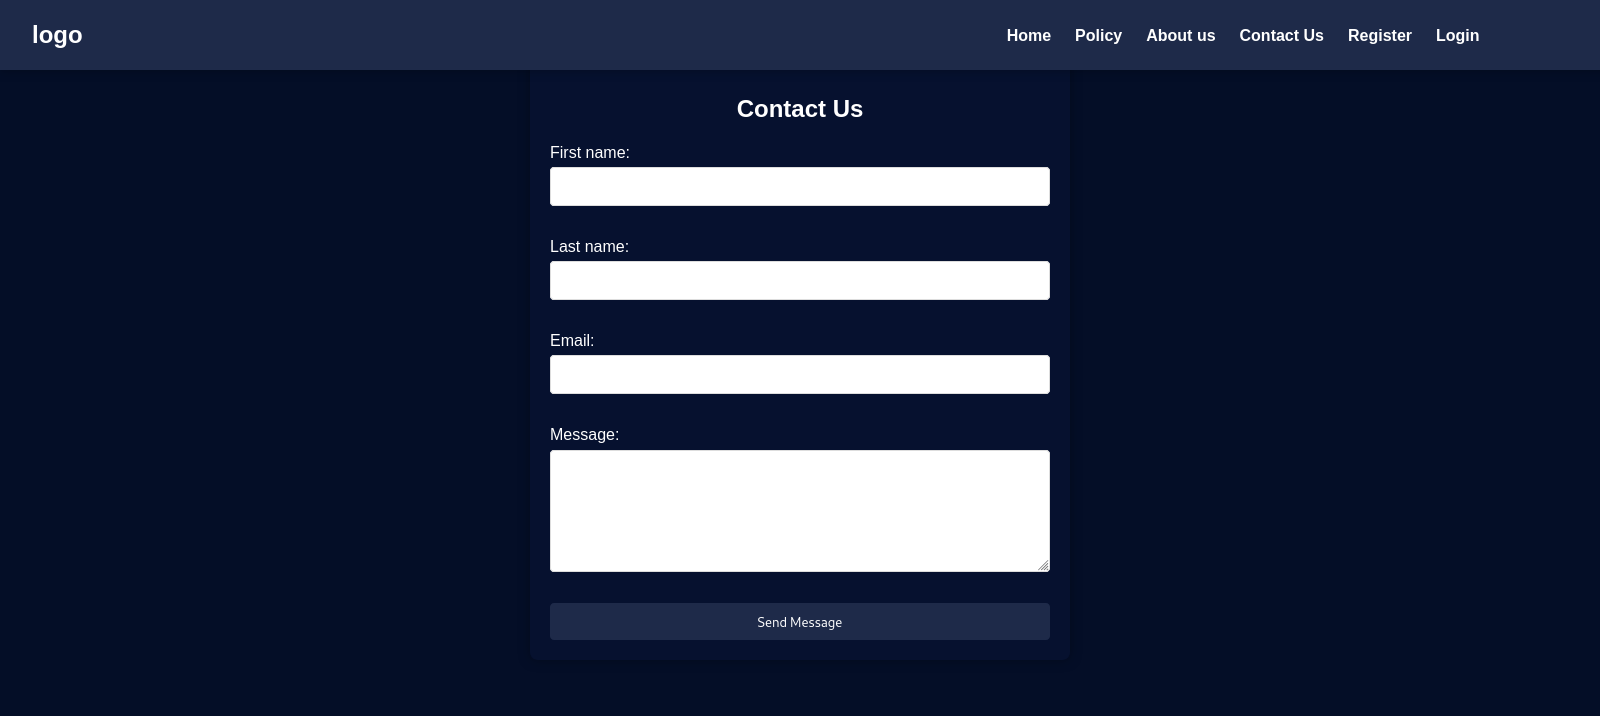 logo
Home Policy About us Contact Us Register Login
Contact Us
First name:
Last name:
Email:
Message:
Send Message